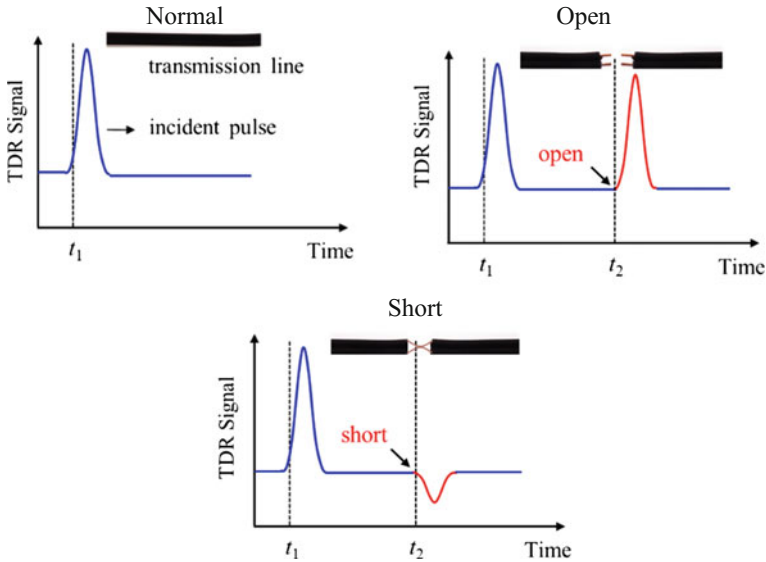 Normal
TDR Signal
transmission line
incident pulse
t1
Time
Open
TDR Signal
open
t1
t2
Time
Short
TDR Signal
short
t1
t2
Time